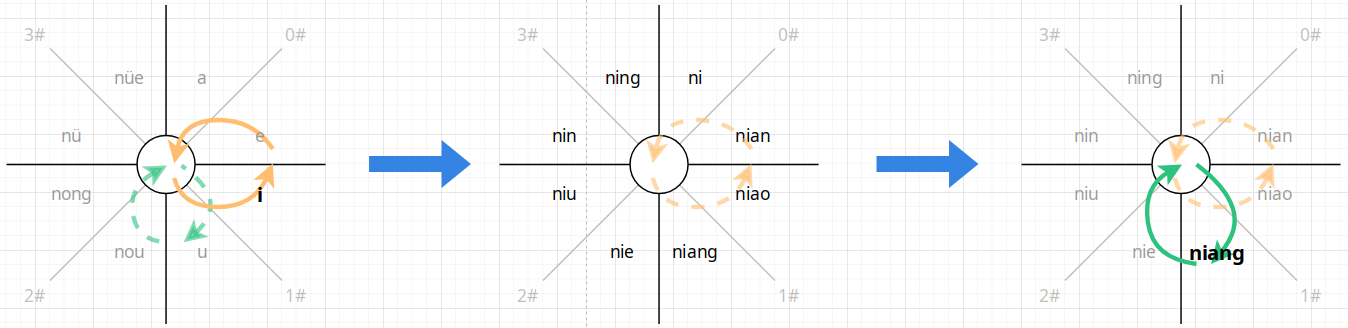 3# 0#
nüe a
nü e
nong i
nou u
2# 1#
3# 0#
ning ni
nin nian
niu niao
nie niang
2# 1#
3# 0#
ning ni
nin nian
niu niao
nie niang
2# 1#